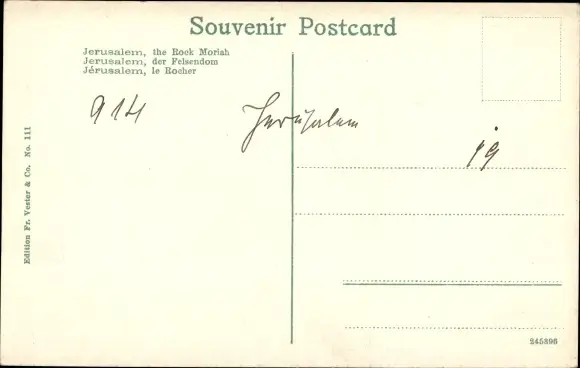 Souvenir Postcard
Jerusalem, the Rock Moriah
Jerusalem, der Felsendom
Jérusalem, le Rocher
914
Jerusalem
19
Edition Fr. Vester & Co. No. 111
245396